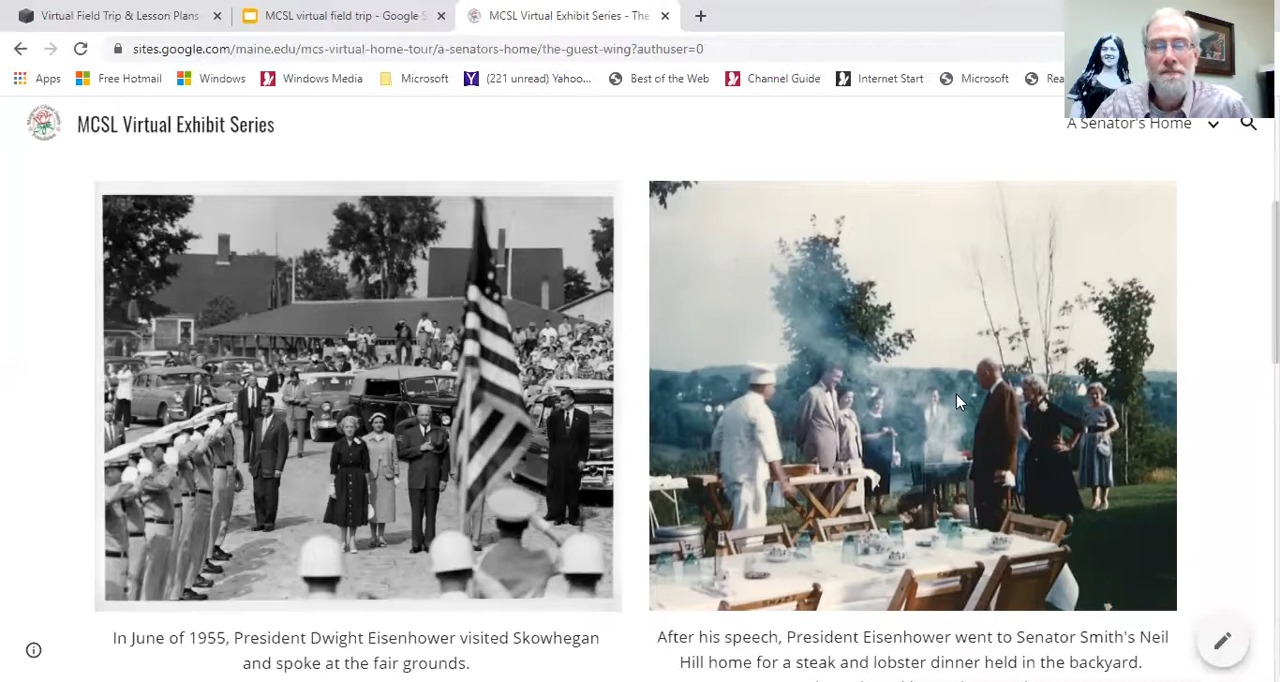 Virtual Field Trip & Lesson Plans
MCSL virtual field trip - Google S
MCSL Virtual Exhibit Series - The
sites.google.com/maine.edu/mcs-virtual-home-tour/a-senators-home/the-guest-wing?authuser=0
Apps Free Hotmail Windows Windows Media Microsoft (221 unread) Yahoo... Best of the Web Channel Guide Internet Start Microsoft Rea
MCSL Virtual Exhibit Series
A Senator's Home
In June of 1955, President Dwight Eisenhower visited Skowhegan
and spoke at the fair grounds.
After his speech, President Eisenhower went to Senator Smith's Neil
Hill home for a steak and lobster dinner held in the backyard.